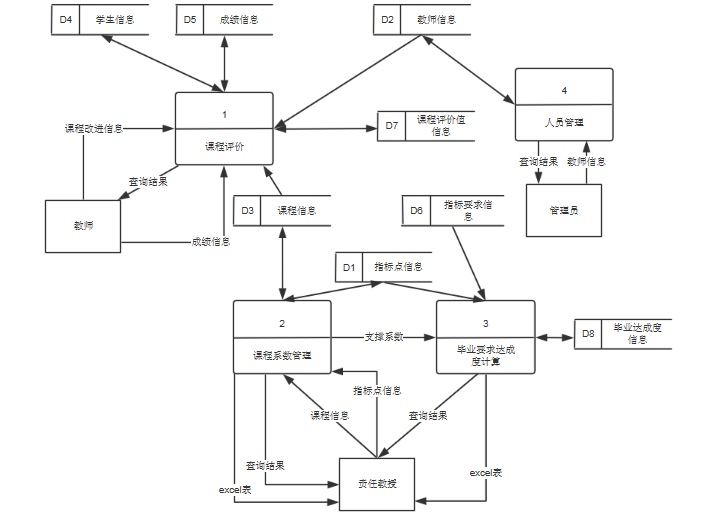 D4 学生信息
D5 成绩信息
D2 教师信息
1
课程评价
4
人员管理
D7 课程评价值
信息
课程改进信息
查询结果
查询结果
教师信息
教师
D3 课程信息
D6 指标要求信
息
管理员
成绩信息
D1 指标点信息
2
课程系数管理
支撑系数
3
毕业要求达成
度计算
D8 毕业达成度
信息
指标点信息
课程信息
查询结果
查询结果
excel表
excel表
责任教授